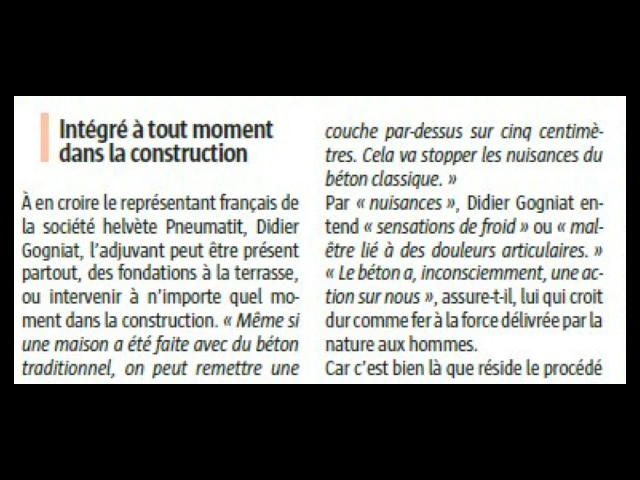 Intégré à tout moment
dans la construction
À en croire le représentant français de
la société helvète Pneumatit, Didier
Gogniat, l’adjuvant peut être présent
partout, des fondations à la terrasse,
ou intervenir à n’importe quel mo-
ment dans la construction. « Même si
une maison a été faite avec du béton
traditionnel, on peut remettre une
couche par-dessus sur cinq centimè-
tres. Cela va stopper les nuisances du
béton classique. »
Par « nuisances », Didier Gogniat en-
tend « sensations de froid » ou « mal-
être lié à des douleurs articulaires. »
« Le béton a, inconsciemment, une ac-
tion sur nous », assure-t-il, lui qui croit
dur comme fer à la force délivrée par la
nature aux hommes.
Car c’est bien là que réside le procédé